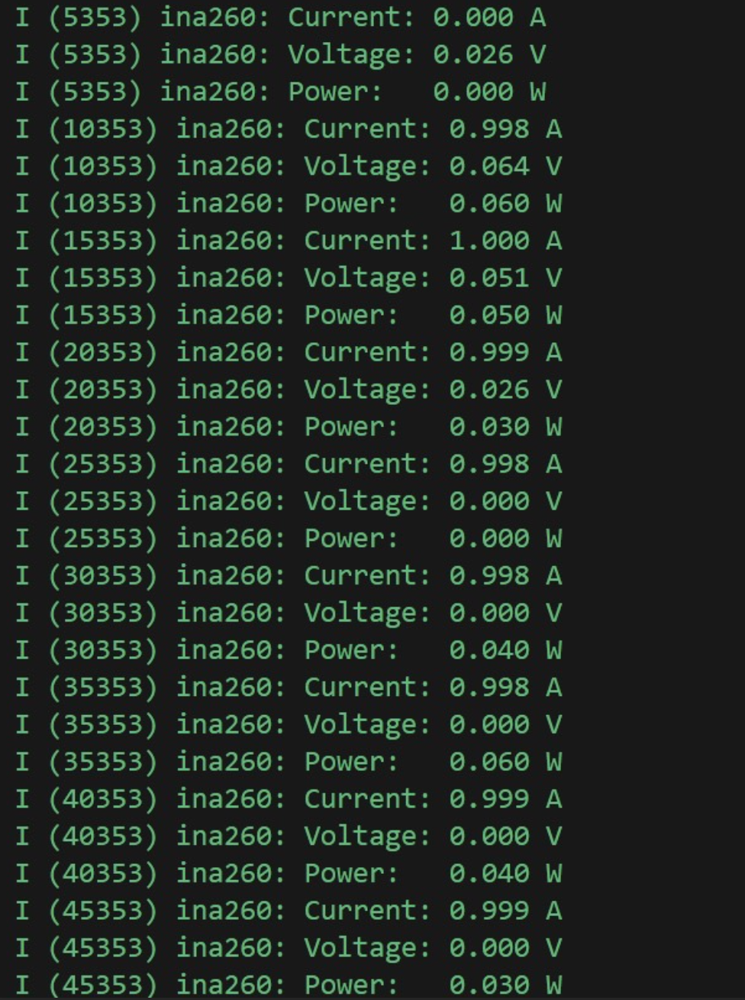 I (5353) ina260: Current: 0.000 A
I (5353) ina260: Voltage: 0.026 V
I (5353) ina260: Power:   0.000 W
I (10353) ina260: Current: 0.998 A
I (10353) ina260: Voltage: 0.064 V
I (10353) ina260: Power:   0.060 W
I (15353) ina260: Current: 1.000 A
I (15353) ina260: Voltage: 0.051 V
I (15353) ina260: Power:   0.050 W
I (20353) ina260: Current: 0.999 A
I (20353) ina260: Voltage: 0.026 V
I (20353) ina260: Power:   0.030 W
I (25353) ina260: Current: 0.998 A
I (25353) ina260: Voltage: 0.000 V
I (25353) ina260: Power:   0.000 W
I (30353) ina260: Current: 0.998 A
I (30353) ina260: Voltage: 0.000 V
I (30353) ina260: Power:   0.040 W
I (35353) ina260: Current: 0.998 A
I (35353) ina260: Voltage: 0.000 V
I (35353) ina260: Power:   0.060 W
I (40353) ina260: Current: 0.999 A
I (40353) ina260: Voltage: 0.000 V
I (40353) ina260: Power:   0.040 W
I (45353) ina260: Current: 0.999 A
I (45353) ina260: Voltage: 0.000 V
I (45353) ina260: Power:   0.030 W